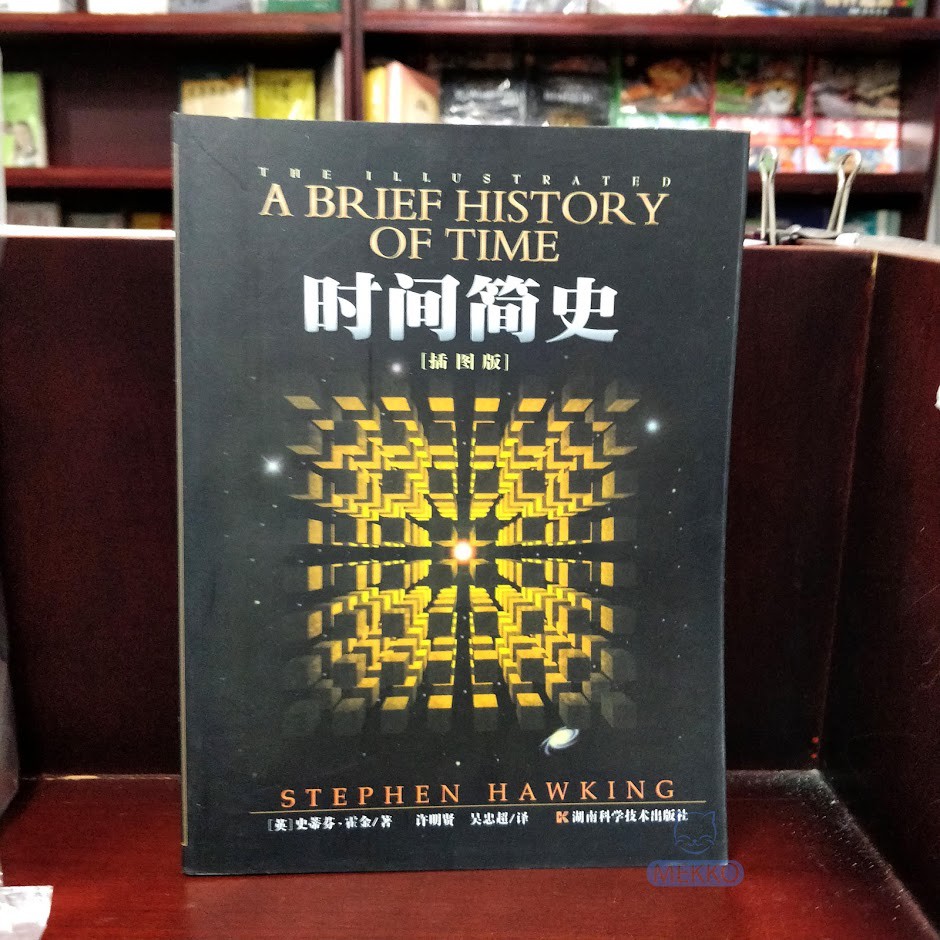 THE ILLUSTRATED
A BRIEF HISTORY
OF TIME
时间简史
[插图版]
STEPHEN HAWKING
[英]史蒂芬·霍金/著 许明贤 吴忠超/译 湖南科学技术出版社
MEKKO